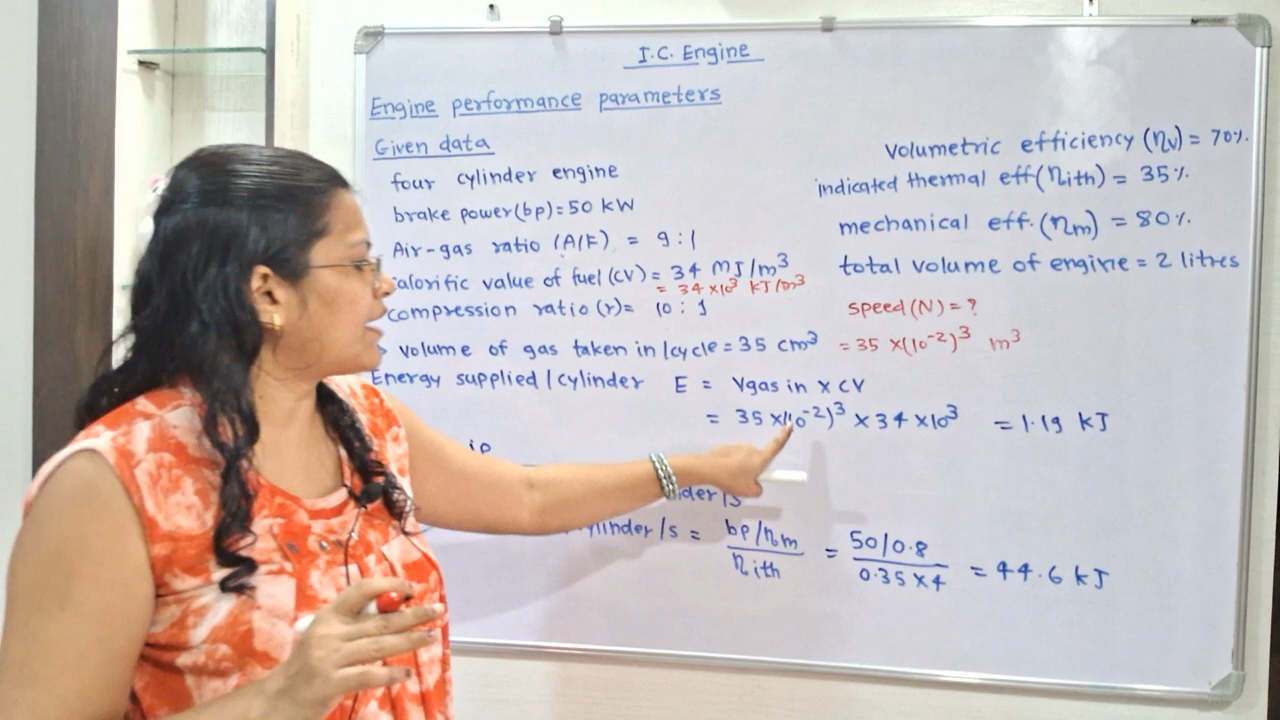 I.C. Engine
Engine performance parameters
Given data
four cylinder engine
brake power(bp)=50 KW
Air-gas ratio (A/F) = 9:1
calorific value of fuel (CV) = 34 MJ/m³
= 34 ×10³ KJ/m³
compression ratio (r)= 10 : 1
volume of gas taken in/cycle = 35 cm³ = 35 ×(10⁻²)³ m³
Energy supplied/cylinder E = Vgas in × CV
= 35 ×(10⁻²)³ × 34 ×10³ = 1.19 KJ
ip
nder/s
ylinder/s = bp/ηm / ηith = 50/0.8 / 0.35 × 4 = 44.6 KJ
volumetric efficiency (ηv) = 70%.
indicated thermal eff(ηith) = 35%.
mechanical eff. (ηm) = 80%.
total volume of engine = 2 litres
speed (N) = ?